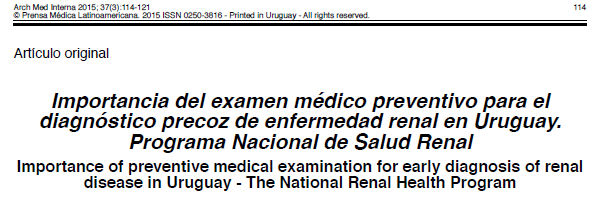 Arch Med Interna 2015; 37(3):114-121 114
© Prensa Médica Latinoamericana. 2015 ISSN 0250-3816 - Printed in Uruguay - All rights reserved.
Artículo original
Importancia del examen médico preventivo para el
diagnóstico precoz de enfermedad renal en Uruguay.
Programa Nacional de Salud Renal
Importance of preventive medical examination for early diagnosis of renal
disease in Uruguay - The National Renal Health Program